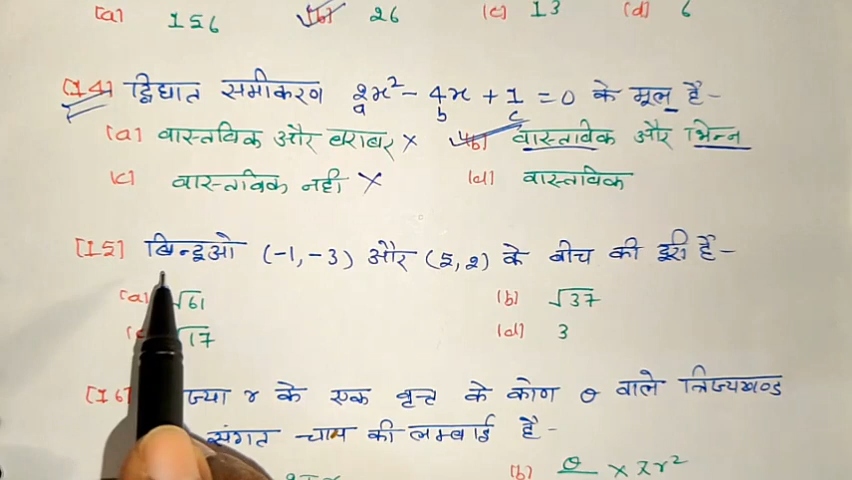 (a) 156 (b) 26 (c) 13 (d) 6
[14] द्विघात समीकरण 2x² - 4x + 1 = 0 के मूल है -
a b c
(a) वास्तविक और बराबर × (b) वास्तविक और भिन्न
(c) वास्तविक नही × (d) वास्तविक
[15] बिन्दुओ (-1, -3) और (5, 2) के बीच की दूरी है -
(a) √61 (b) √37
√17 (d) 3
[16] ज्या r के एक वृत्त के कोण θ वाले त्रिज्यखण्ड
संगत चाप की लम्बाई है -
(b) θ × πr²